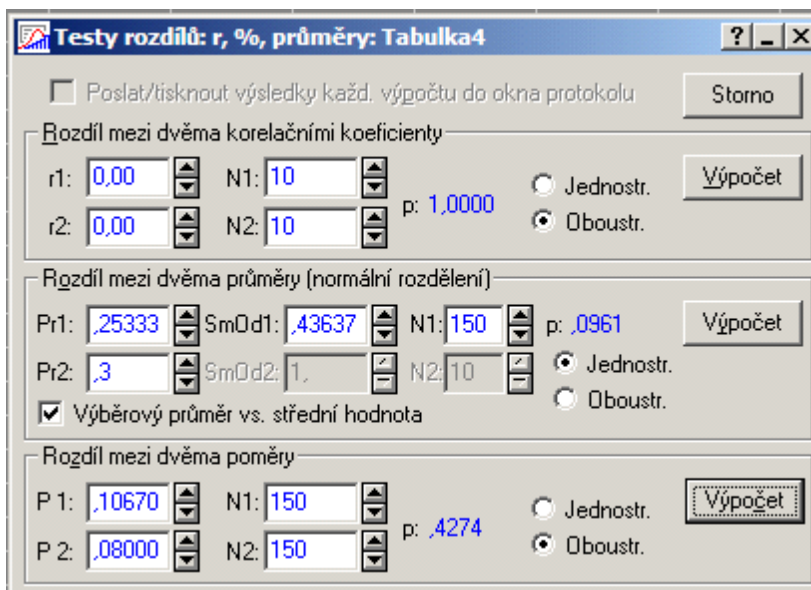 Testy rozdílů: r, %, průměry: Tabulka4
Poslat/tisknout výsledky každ. výpočtu do okna protokolu
Storno
Rozdíl mezi dvěma korelačními koeficienty
r1: 0,00 N1: 10
r2: 0,00 N2: 10
p: 1,0000
Jednostr.
Oboustr.
Výpočet
Rozdíl mezi dvěma průměry (normální rozdělení)
Pr1: ,25333 SmOd1: ,43637 N1: 150 p: ,0961
Výpočet
Pr2: ,3 SmOd2: 1, N2: 10
Jednostr.
Oboustr.
Výběrový průměr vs. střední hodnota
Rozdíl mezi dvěma poměry
P 1: ,10670 N1: 150
P 2: ,08000 N2: 150
p: ,4274
Jednostr.
Oboustr.
Výpočet